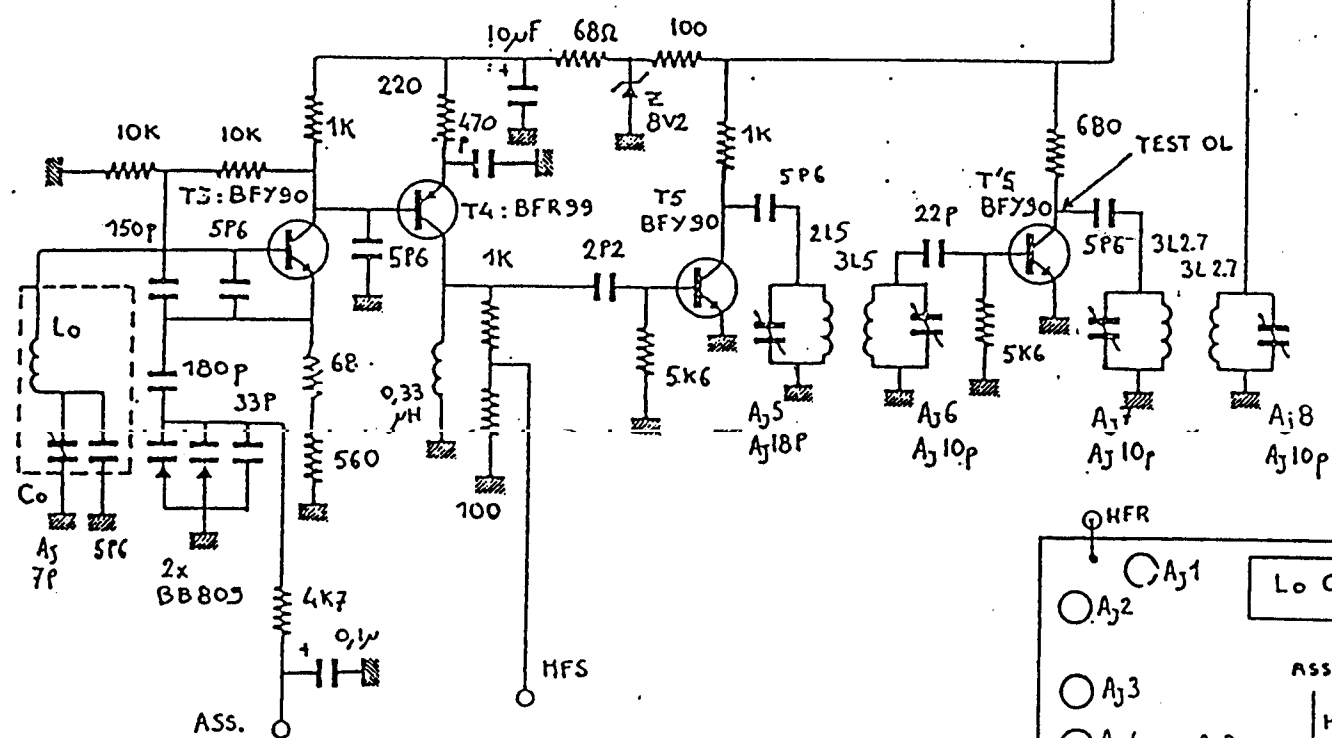 10µF
68Ω
100
220
1K
470
P
Z
8V2
1K
680
TEST OL
10K
10K
T3:BFY90
T4:BFR99
T5
BFY90
5P6
T'5
BFY90
22P
5P6
3L2.7
3L2.7
150P
5P6
5P6
1K
2P2
2L5
3L5
Lo
180p
33P
68
0,33
µH
5K6
5K6
AJ5
AJ18P
AJ6
AJ10p
AJ7
AJ10p
AJ8
AJ10p
560
100
Co
AJ
7P
5P6
2x
BB809
4K7
+
0,1µ
HFS
ASS.
HFR
AJ1
Lo C
AJ2
AJ3
ASS
H